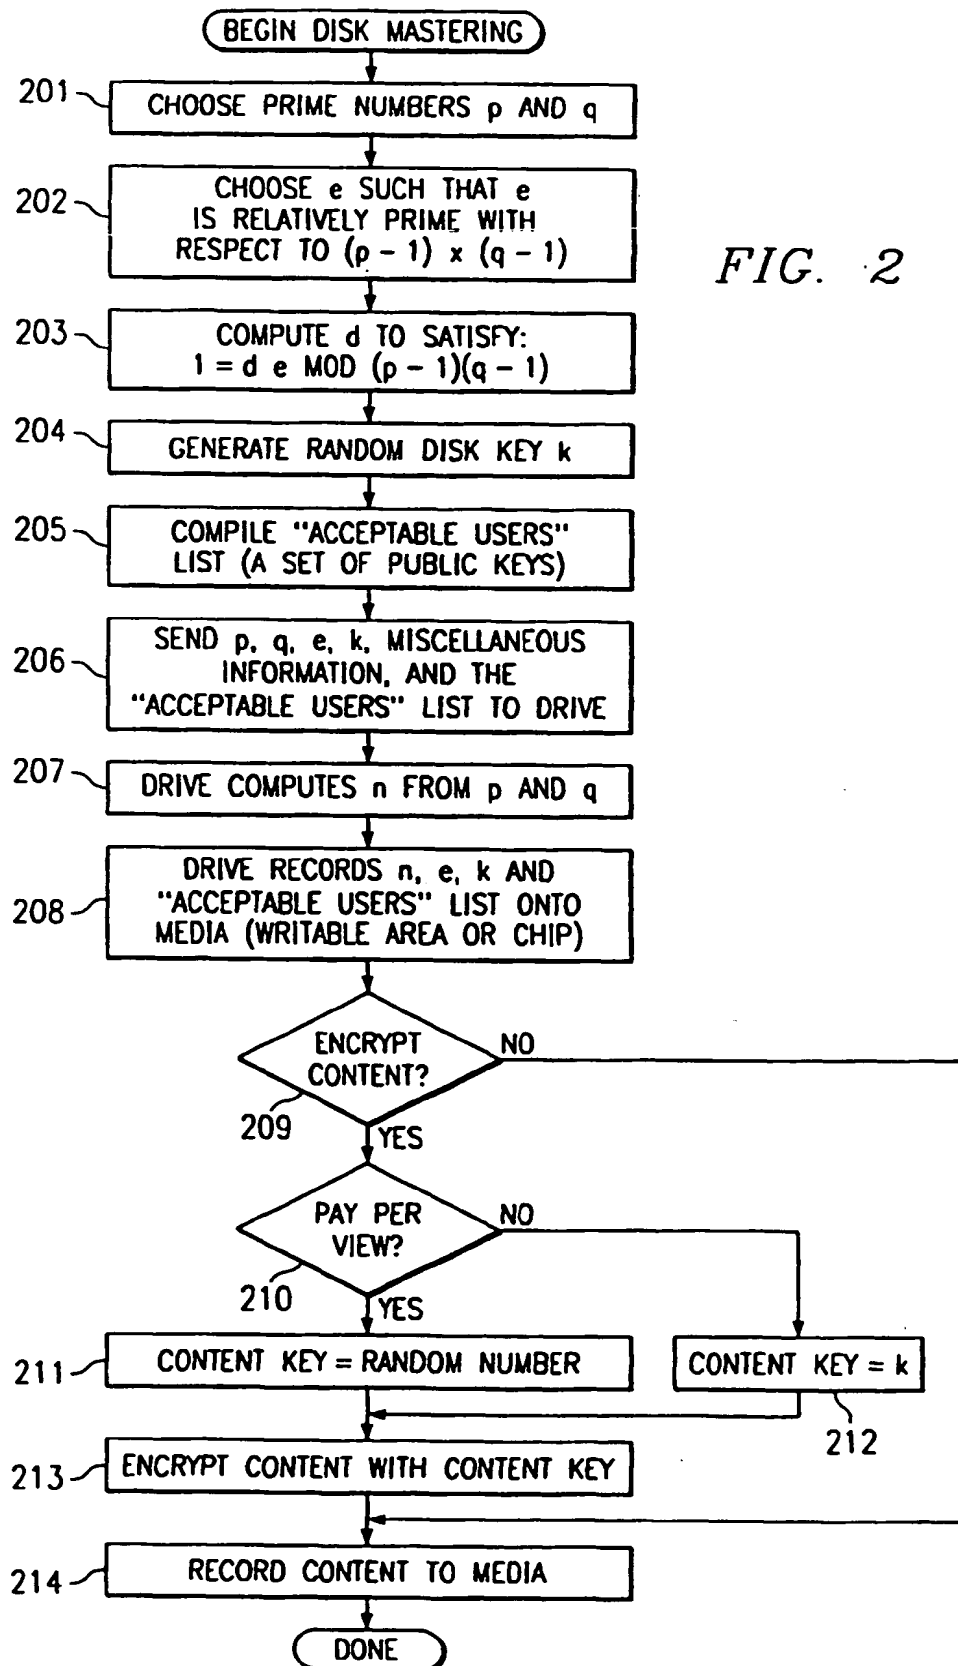 BEGIN DISK MASTERING
201
CHOOSE PRIME NUMBERS p AND q
202
CHOOSE e SUCH THAT e
IS RELATIVELY PRIME WITH
RESPECT TO (p - 1) x (q - 1)
FIG. 2
203
COMPUTE d TO SATISFY:
1 = d e MOD (p - 1)(q - 1)
204
GENERATE RANDOM DISK KEY k
205
COMPILE "ACCEPTABLE USERS"
LIST (A SET OF PUBLIC KEYS)
206
SEND p, q, e, k, MISCELLANEOUS
INFORMATION, AND THE
"ACCEPTABLE USERS" LIST TO DRIVE
207
DRIVE COMPUTES n FROM p AND q
208
DRIVE RECORDS n, e, k AND
"ACCEPTABLE USERS" LIST ONTO
MEDIA (WRITABLE AREA OR CHIP)
ENCRYPT
CONTENT?
NO
209
YES
PAY PER
VIEW?
NO
210
YES
211
CONTENT KEY = RANDOM NUMBER
CONTENT KEY = k
212
213
ENCRYPT CONTENT WITH CONTENT KEY
214
RECORD CONTENT TO MEDIA
DONE